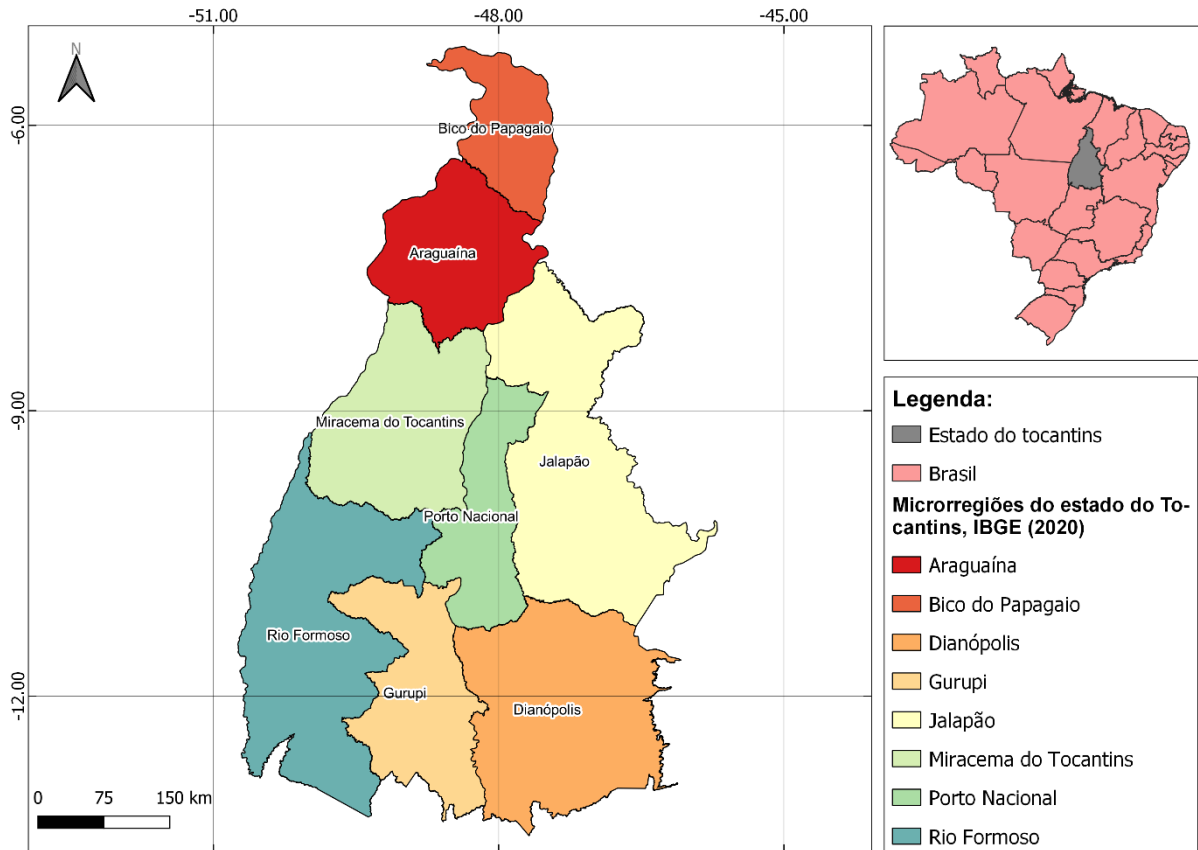 -51.00
-48.00
-45.00
N
-6.00
-9.00
-12.00
Bico do Papagaio
Araguaína
Miracema do Tocantins
Jalapão
Porto Nacional
Rio Formoso
Gurupi
Dianópolis
0 75 150 km
Legenda:
Estado do tocantins
Brasil
Microrregiões do estado do To-
cantins, IBGE (2020)
Araguaína
Bico do Papagaio
Dianópolis
Gurupi
Jalapão
Miracema do Tocantins
Porto Nacional
Rio Formoso